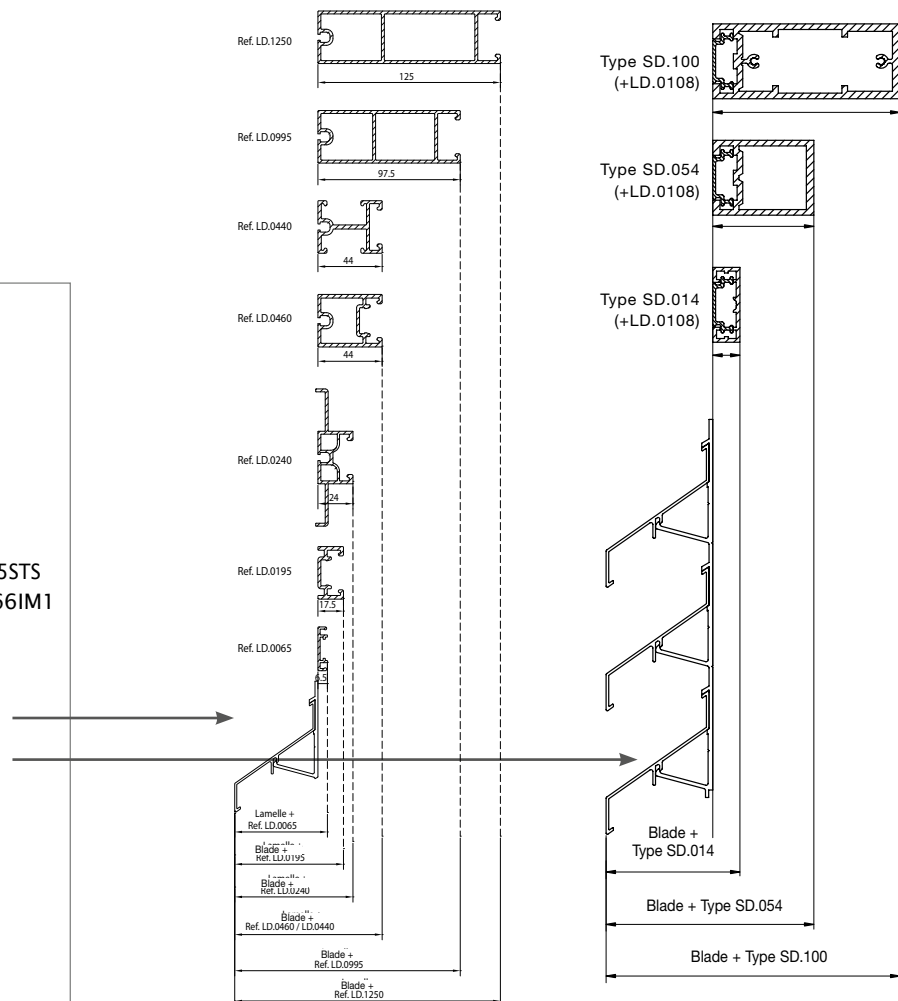 Ref. LD.1250
125
Ref. LD.0995
97.5
Ref. LD.0440
44
Ref. LD.0460
44
Ref. LD.0240
24
Ref. LD.0195
17.5
Ref. LD.0065
6.5
5STS
66IM1
Lamelle +
Ref. LD.0065
Blade +
Ref. LD.0195
Blade +
Ref. LD.0240
Blade +
Ref. LD.0460 / LD.0440
Blade +
Ref. LD.0995
Blade +
Ref. LD.1250
Type SD.100
(+LD.0108)
Type SD.054
(+LD.0108)
Type SD.014
(+LD.0108)
Blade +
Type SD.014
Blade + Type SD.054
Blade + Type SD.100